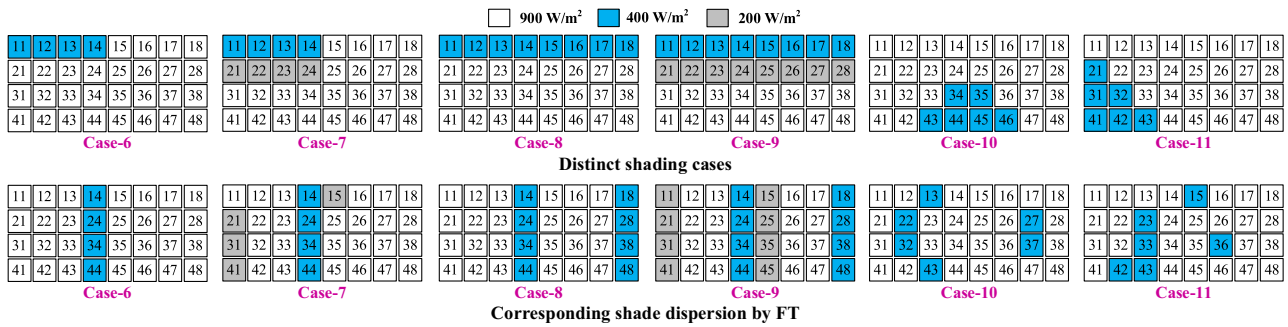 900 W/m² 400 W/m² 200 W/m²
11 12 13 14 15 16 17 18 11 12 13 14 15 16 17 18 11 12 13 14 15 16 17 18 11 12 13 14 15 16 17 18 11 12 13 14 15 16 17 18 11 12 13 14 15 16 17 18
21 22 23 24 25 26 27 28 21 22 23 24 25 26 27 28 21 22 23 24 25 26 27 28 21 22 23 24 25 26 27 28 21 22 23 24 25 26 27 28 21 22 23 24 25 26 27 28
31 32 33 34 35 36 37 38 31 32 33 34 35 36 37 38 31 32 33 34 35 36 37 38 31 32 33 34 35 36 37 38 31 32 33 34 35 36 37 38 31 32 33 34 35 36 37 38
41 42 43 44 45 46 47 48 41 42 43 44 45 46 47 48 41 42 43 44 45 46 47 48 41 42 43 44 45 46 47 48 41 42 43 44 45 46 47 48 41 42 43 44 45 46 47 48
Case-6 Case-7 Case-8 Case-9 Case-10 Case-11
Distinct shading cases
11 12 13 14 15 16 17 18 11 12 13 14 15 16 17 18 11 12 13 14 15 16 17 18 11 12 13 14 15 16 17 18 11 12 13 14 15 16 17 18 11 12 13 14 15 16 17 18
21 22 23 24 25 26 27 28 21 22 23 24 25 26 27 28 21 22 23 24 25 26 27 28 21 22 23 24 25 26 27 28 21 22 23 24 25 26 27 28 21 22 23 24 25 26 27 28
31 32 33 34 35 36 37 38 31 32 33 34 35 36 37 38 31 32 33 34 35 36 37 38 31 32 33 34 35 36 37 38 31 32 33 34 35 36 37 38 31 32 33 34 35 36 37 38
41 42 43 44 45 46 47 48 41 42 43 44 45 46 47 48 41 42 43 44 45 46 47 48 41 42 43 44 45 46 47 48 41 42 43 44 45 46 47 48 41 42 43 44 45 46 47 48
Case-6 Case-7 Case-8 Case-9 Case-10 Case-11
Corresponding shade dispersion by FT